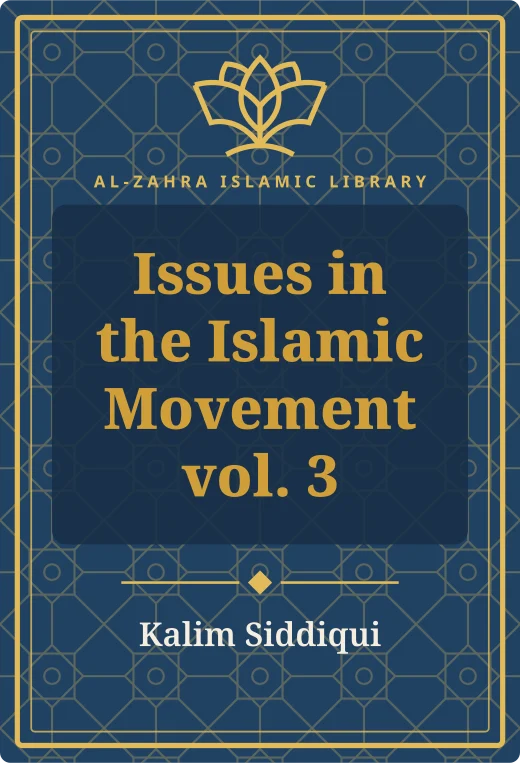 AL-ZAHRA ISLAMIC LIBRARY
Issues in
the Islamic
Movement
vol. 3
Kalim Siddiqui